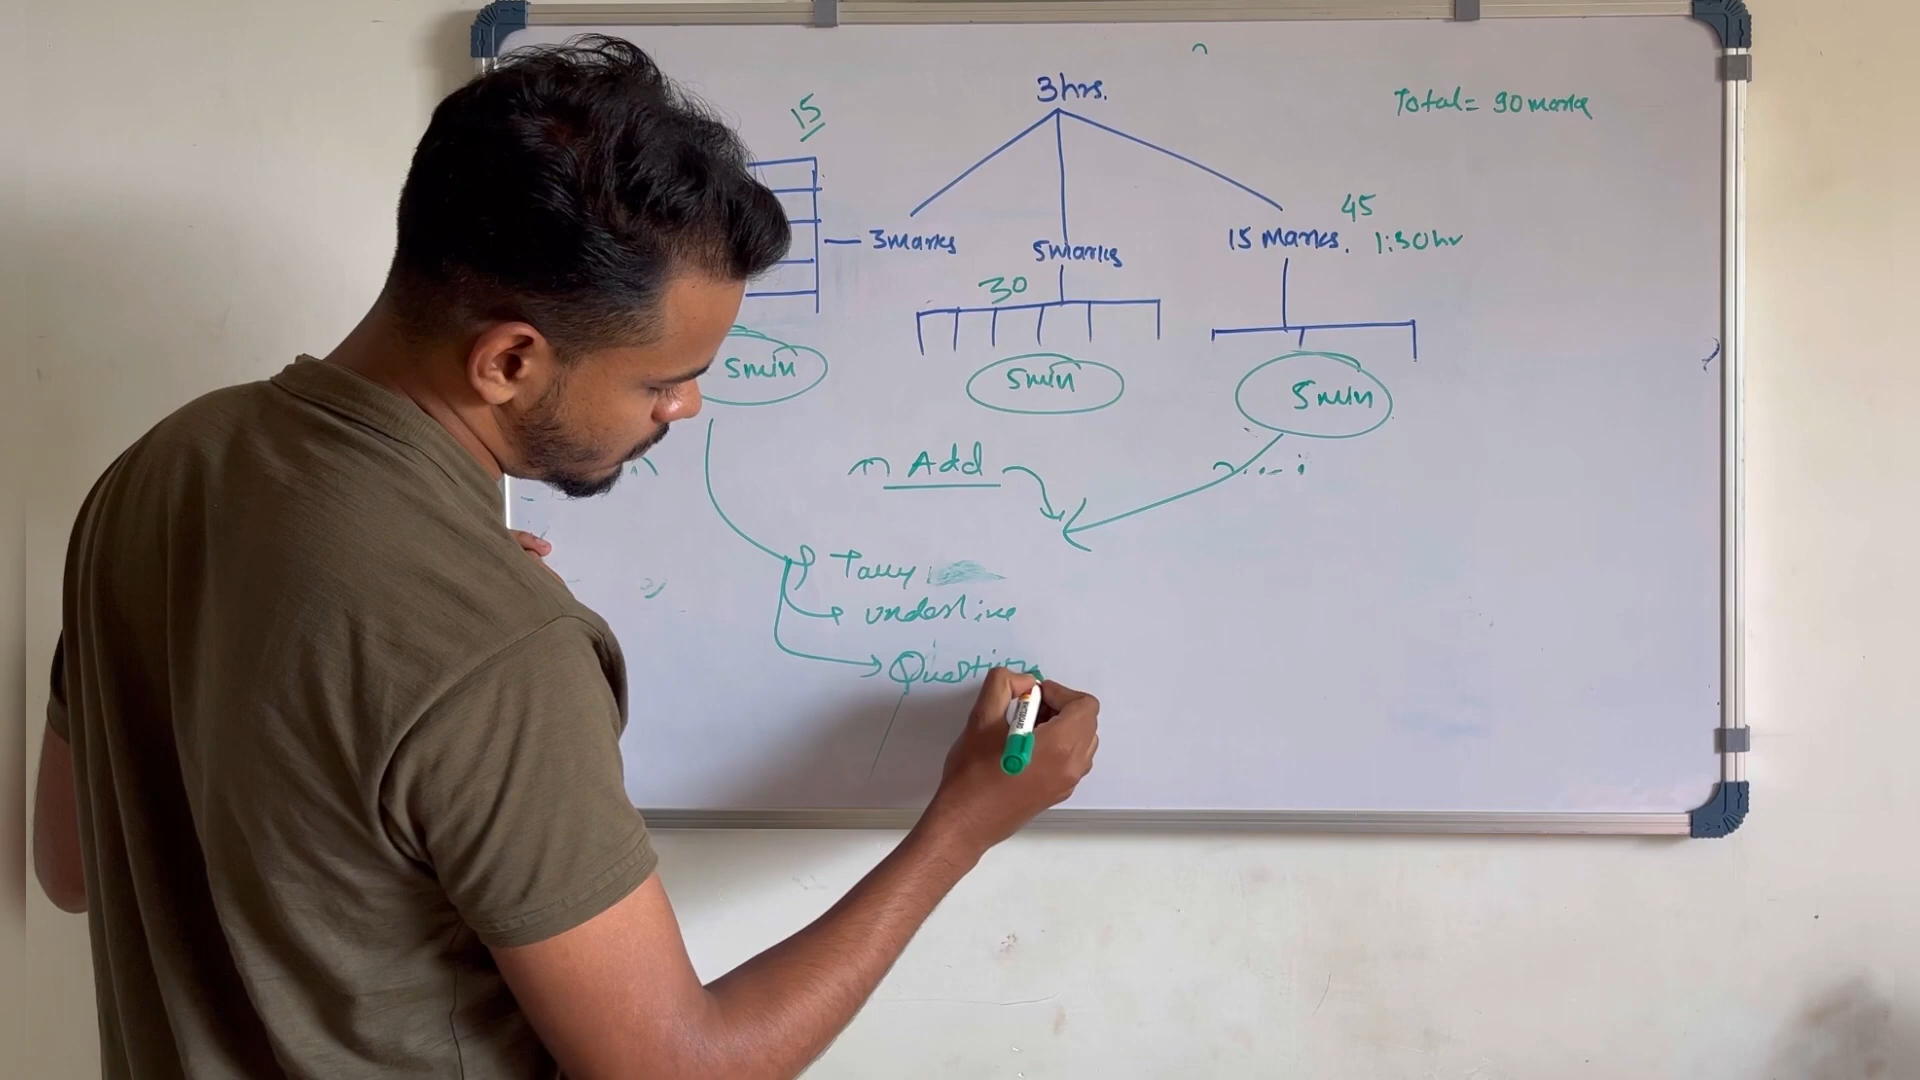 3hrs.
Total = 90 marks
15
45
3marks
5marks
15 Marks. 1:30hr
30
5min
5min
5min
Add
Tally
underline
Question